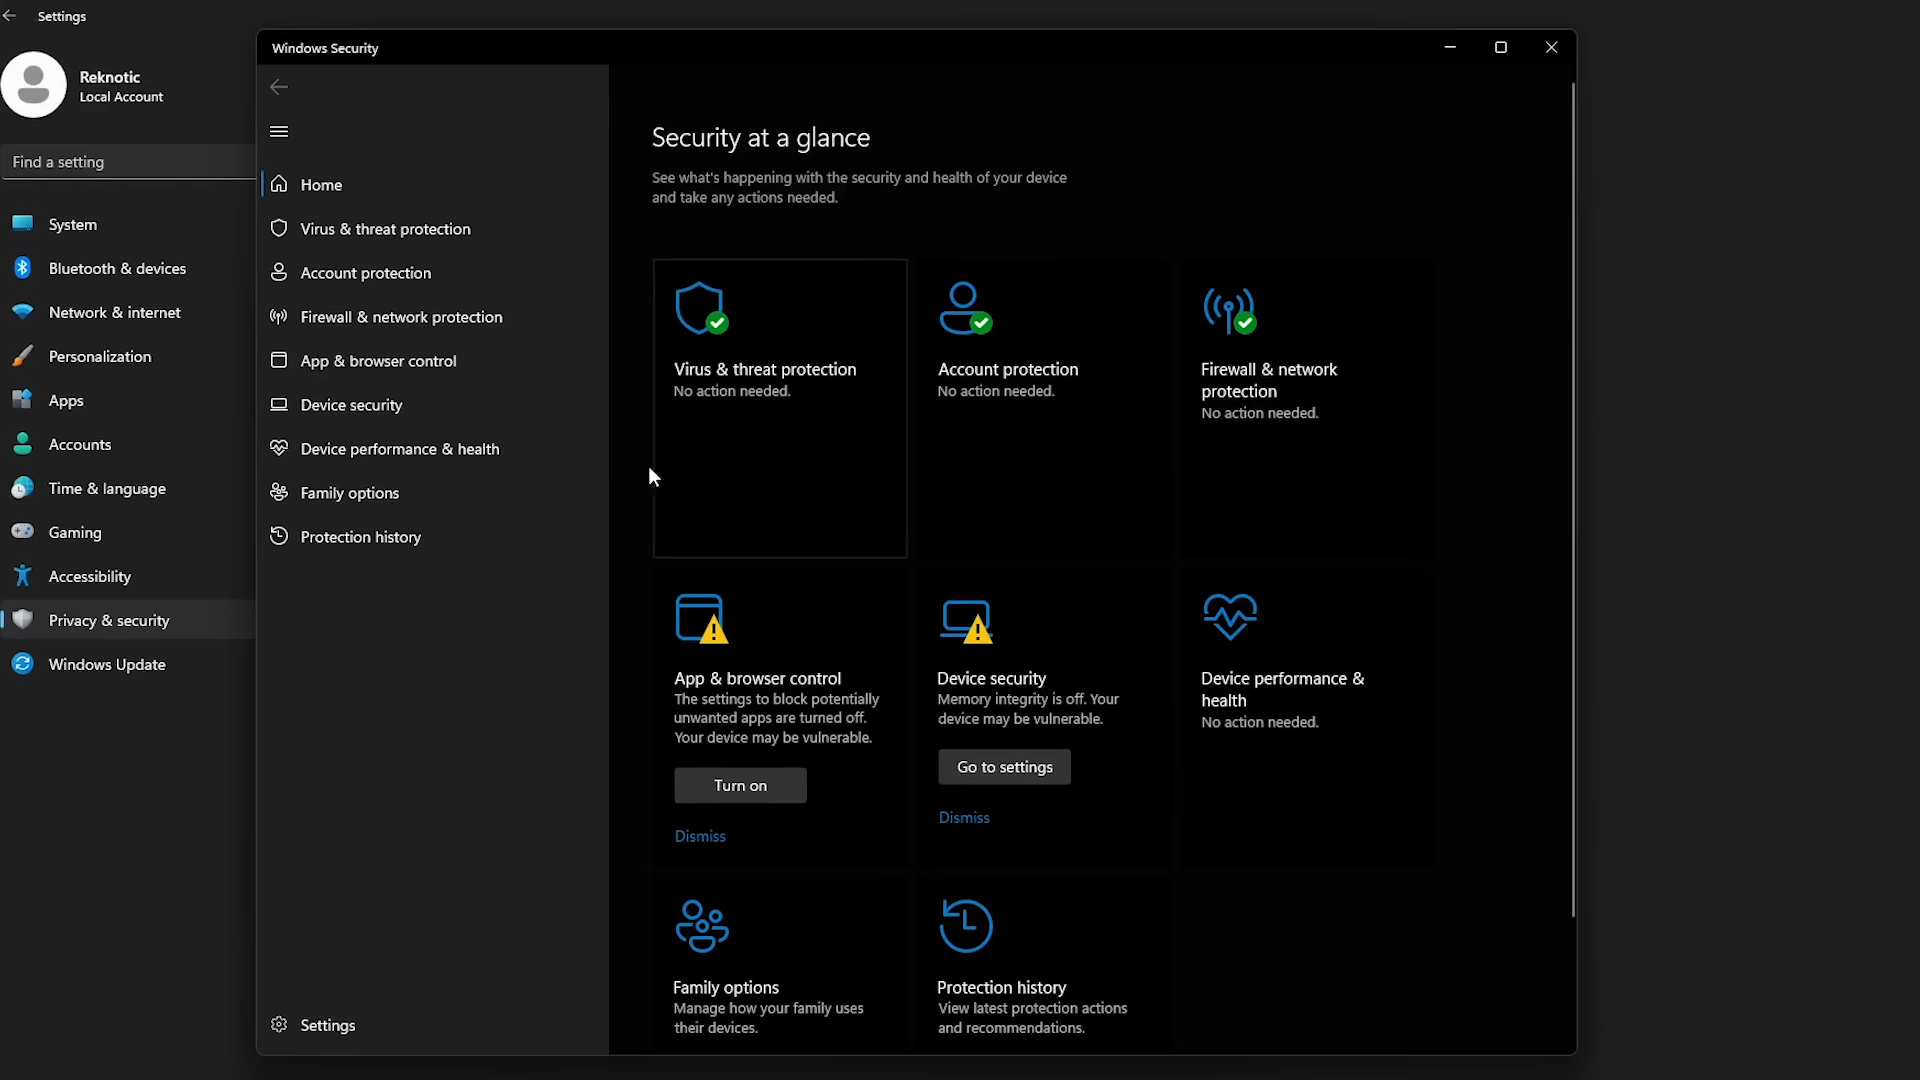 Settings
Reknotic
Local Account
Find a setting
System
Bluetooth & devices
Network & internet
Personalization
Apps
Accounts
Time & language
Gaming
Accessibility
Privacy & security
Windows Update
Windows Security
Home
Virus & threat protection
Account protection
Firewall & network protection
App & browser control
Device security
Device performance & health
Family options
Protection history
Settings
Security at a glance
See what's happening with the security and health of your device
and take any actions needed.
Virus & threat protection
No action needed.
Account protection
No action needed.
Firewall & network
protection
No action needed.
App & browser control
The settings to block potentially
unwanted apps are turned off.
Your device may be vulnerable.
Turn on
Dismiss
Device security
Memory integrity is off. Your
device may be vulnerable.
Go to settings
Dismiss
Device performance &
health
No action needed.
Family options
Manage how your family uses
their devices.
Protection history
View latest protection actions
and recommendations.